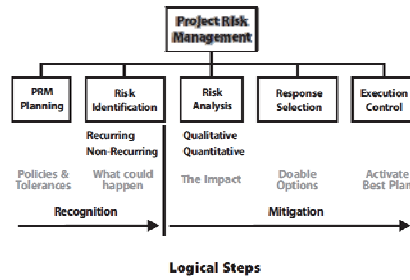 Project Risk
Management
PRM
Planning
Risk
Identification
Risk
Analysis
Response
Selection
Execution
Control
Recurring
Non-Recurring
Qualitative
Quantitative
Policies &
Tolerances
What could
happen
The Impact
Doable
Options
Activate
Best Plan
Recognition
Mitigation
Logical Steps